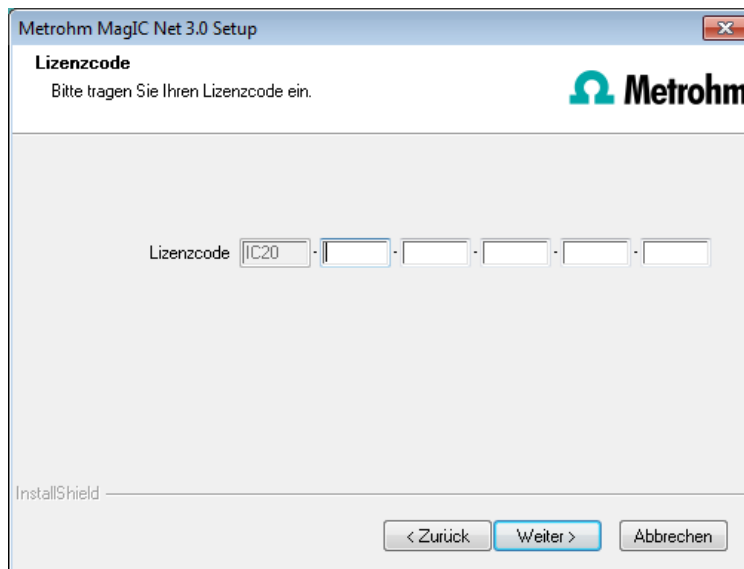 Metrohm MagIC Net 3.0 Setup
Lizenzcode
Bitte tragen Sie Ihren Lizenzcode ein.
Metrohm
Lizenzcode IC20 - - - - -
InstallShield
< Zurück Weiter > Abbrechen